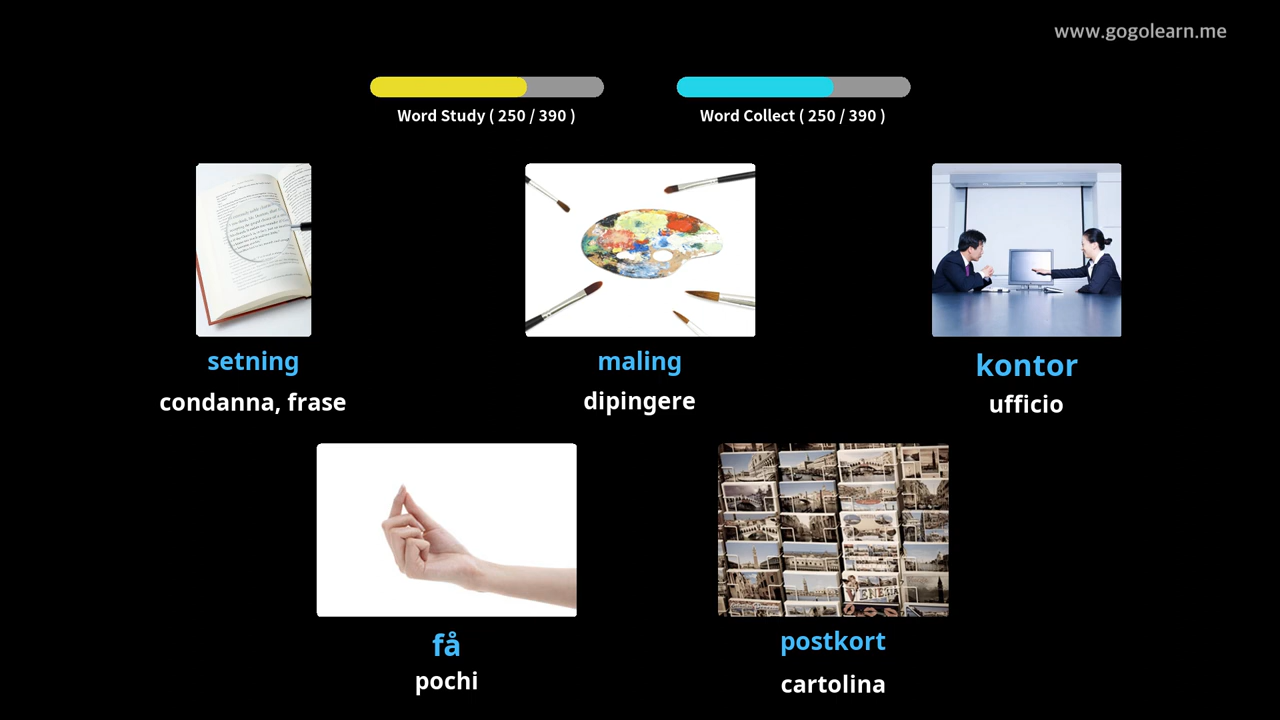 www.gogolearn.me
Word Study ( 250 / 390 )
Word Collect ( 250 / 390 )
setning
condanna, frase
maling
dipingere
kontor
ufficio
få
pochi
postkort
cartolina